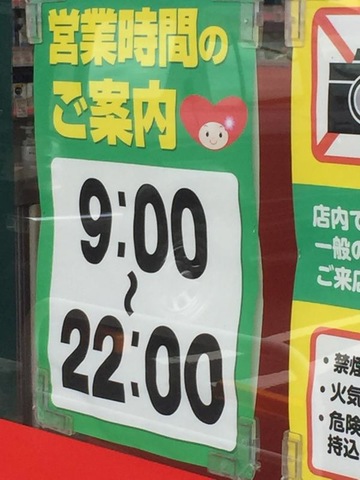 営業時間の
ご案内
9:00
~
22:00
店内で
一般の
ご来店
・禁煙
・火気
・危険
持込